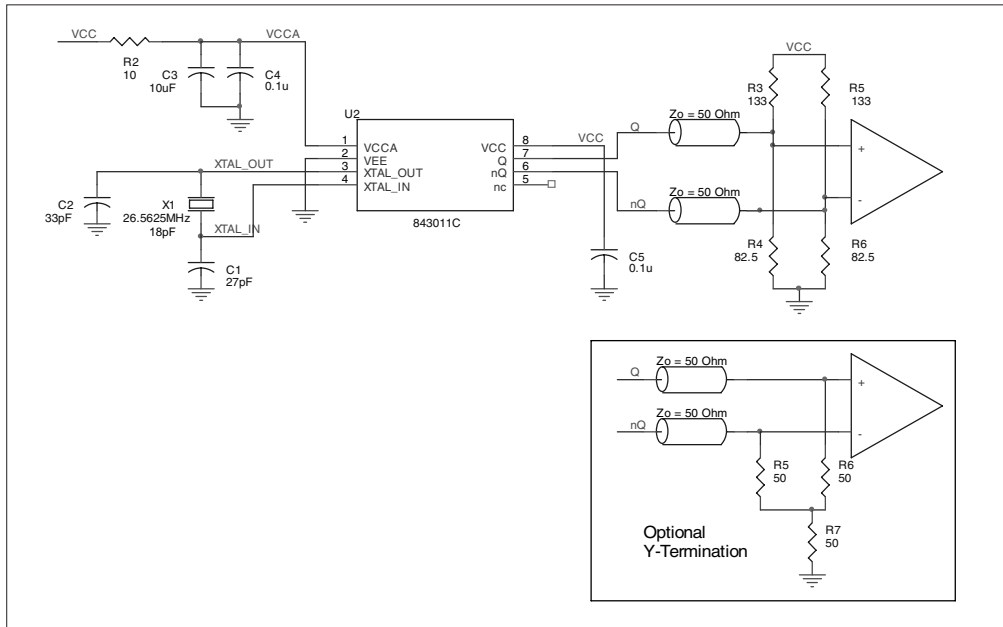 VCC
R2
10
VCCA
C3
10uF
C4
0.1u
U2
1
2
3
4
VCCA
VEE
XTAL_OUT
XTAL_IN
VCC
Q
nQ
nc
8
7
6
5
843011C
XTAL_OUT
C2
33pF
X1
26.5625MHz
18pF
XTAL_IN
C1
27pF
VCC
C5
0.1u
Q
Zo = 50 Ohm
nQ
Zo = 50 Ohm
VCC
R3
133
R5
133
+
-
R4
82.5
R6
82.5
Q
Zo = 50 Ohm
nQ
Zo = 50 Ohm
+
-
R5
50
R6
50
R7
50
Optional
Y-Termination